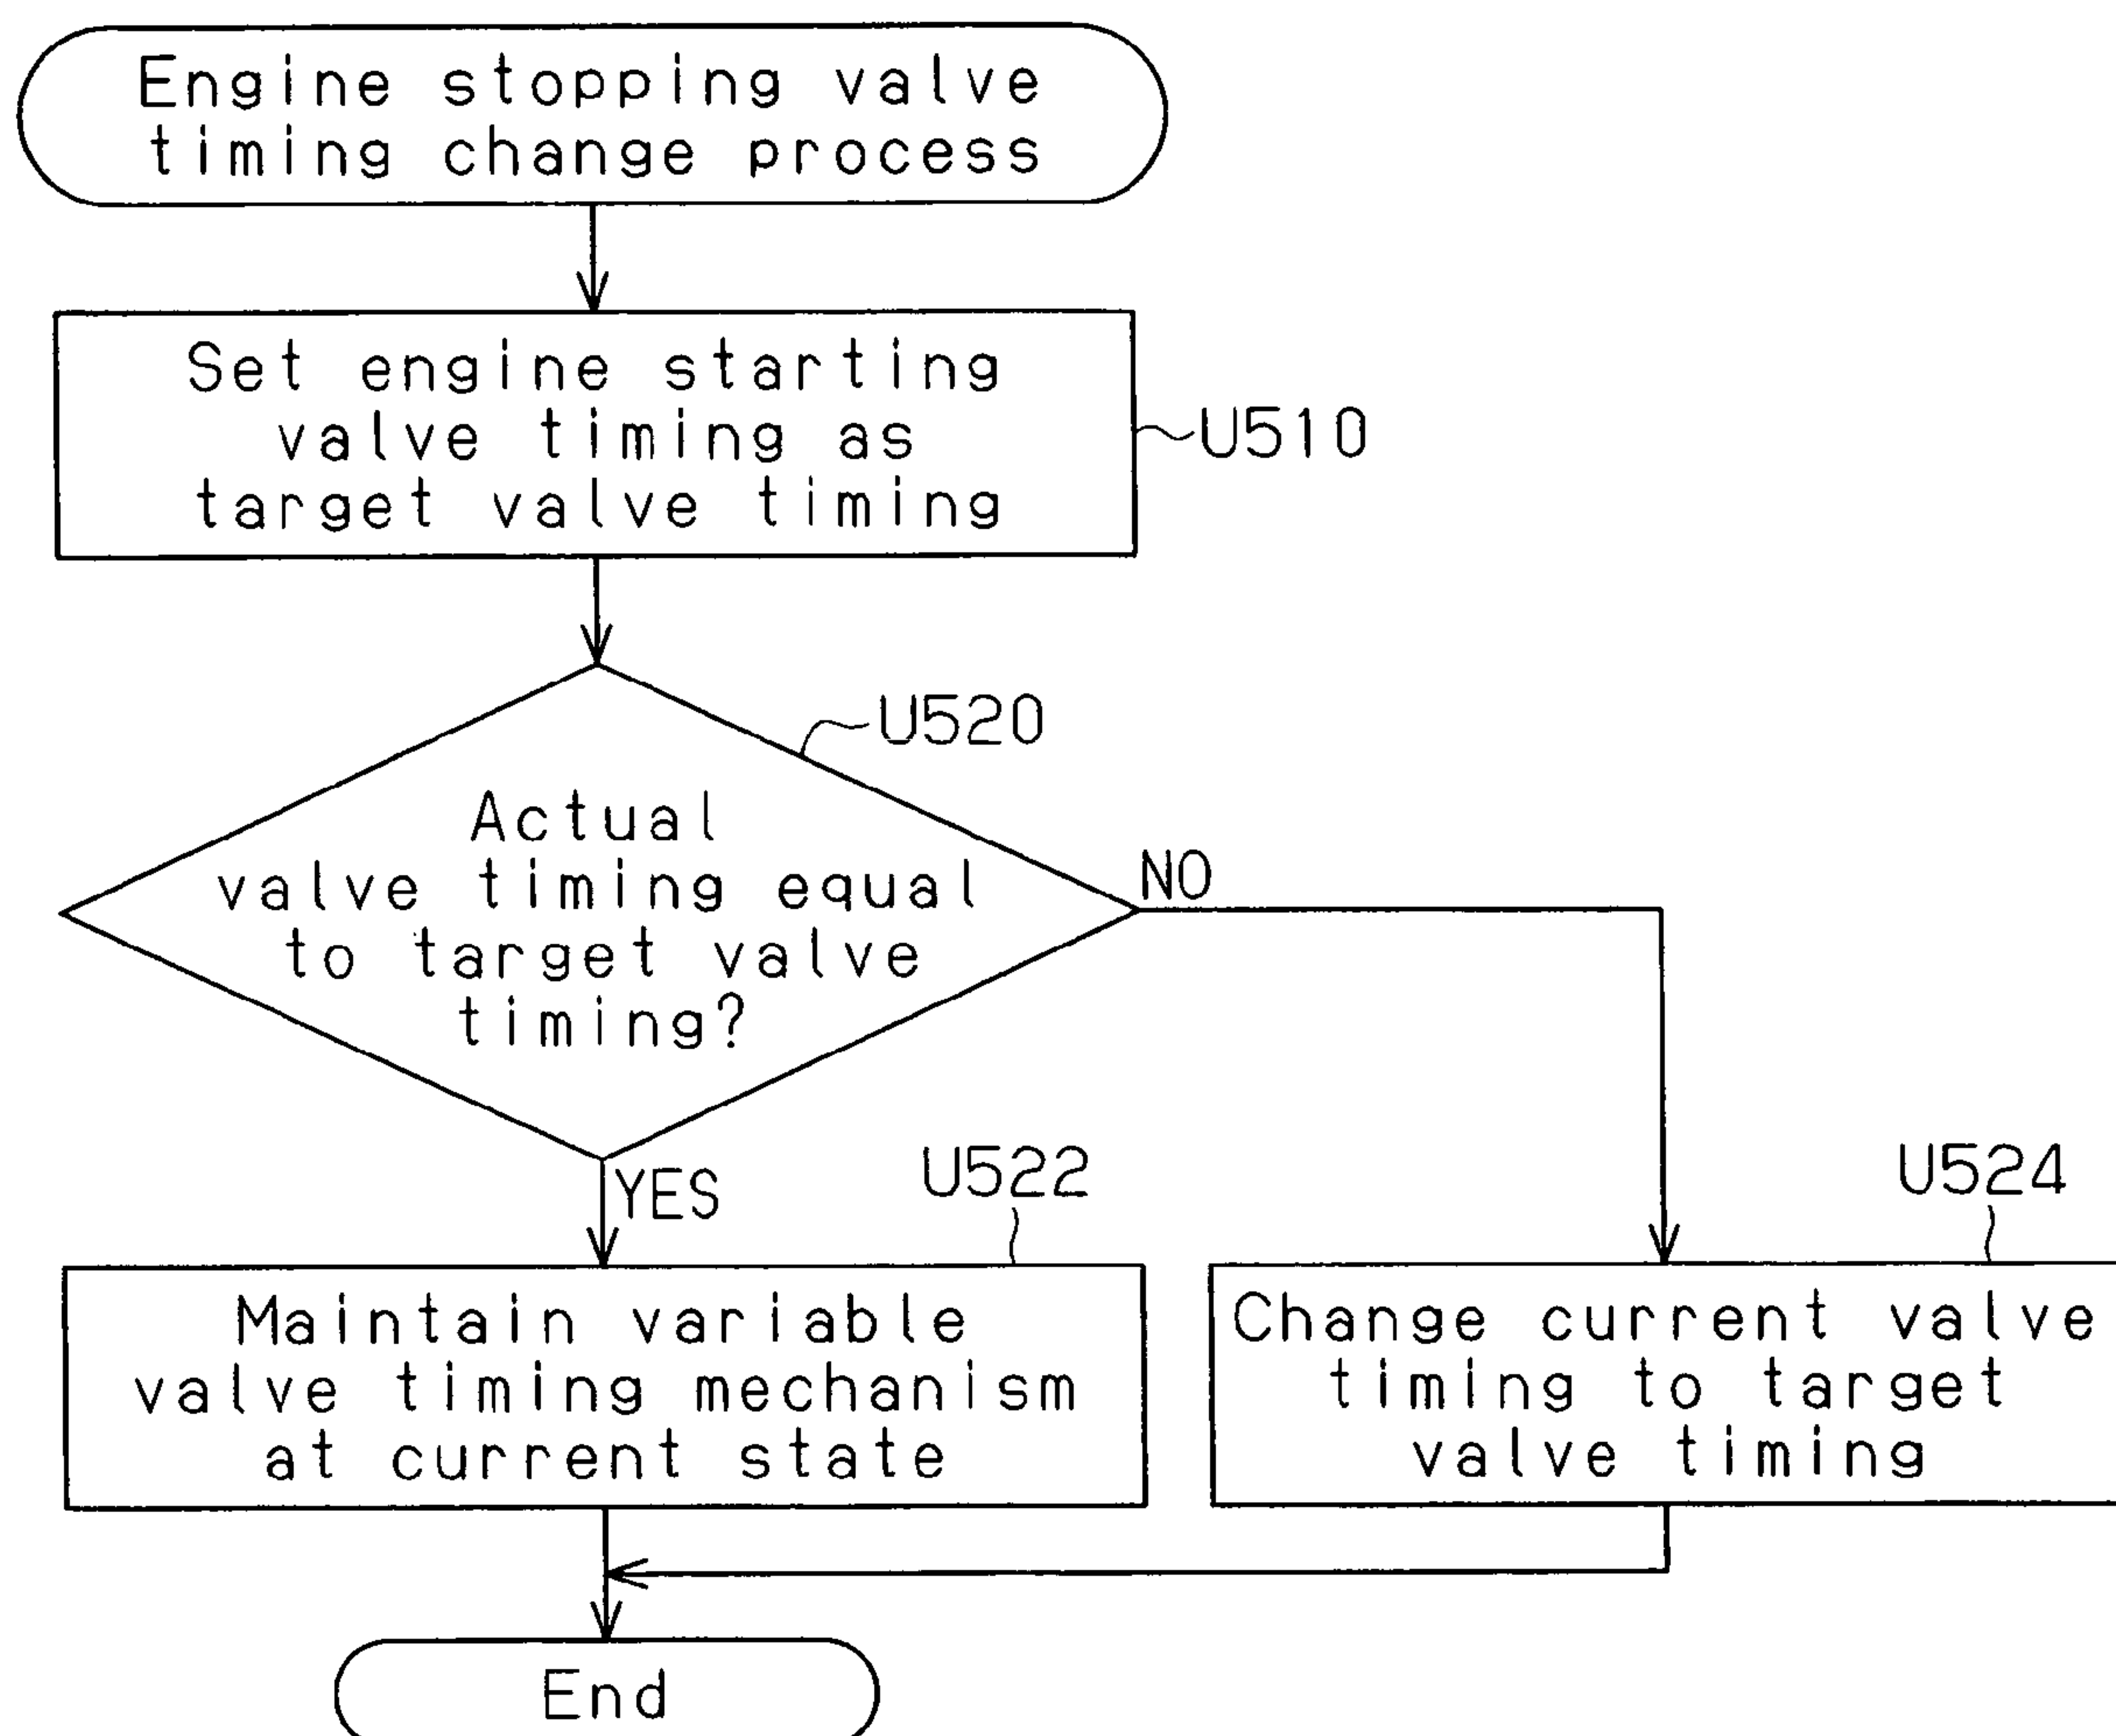 Engine stopping valve
timing change process
Set engine starting
valve timing as
target valve timing
U510
U520
Actual
valve timing equal
to target valve
timing?
NO
YES
U522
U524
Maintain variable
valve timing mechanism
at current state
Change current valve
timing to target
valve timing
End